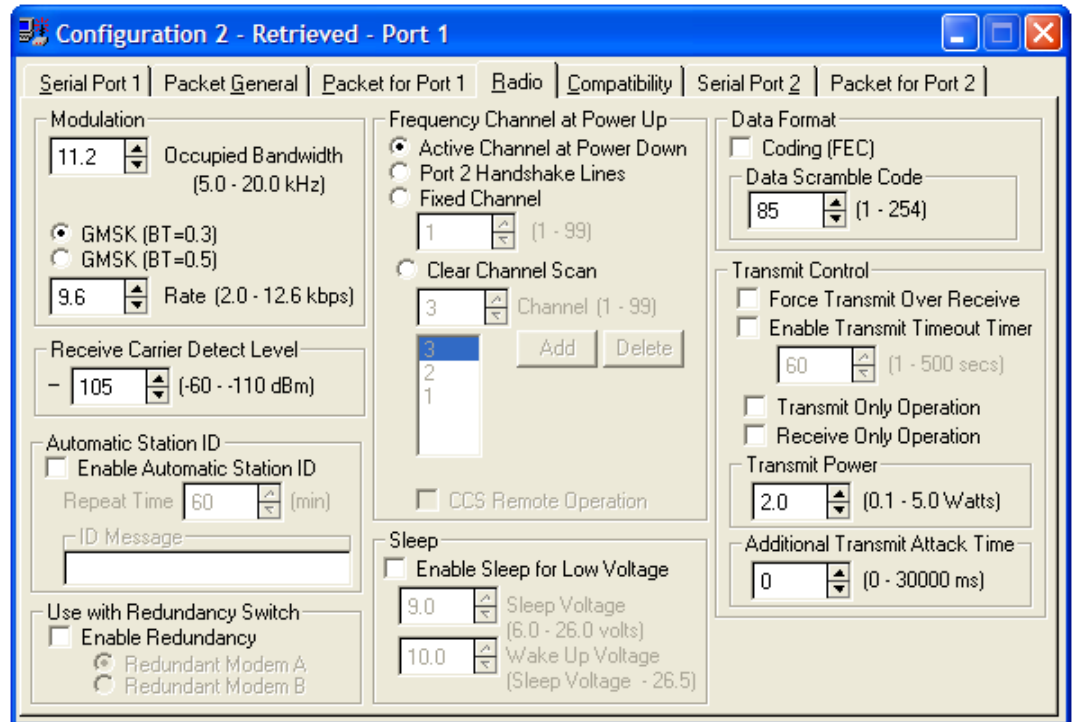 Configuration 2 - Retrieved - Port 1
Serial Port 1
Packet General
Packet for Port 1
Radio
Compatibility
Serial Port 2
Packet for Port 2
Modulation
11.2
Occupied Bandwidth
(5.0 - 20.0 kHz)
GMSK (BT=0.3)
GMSK (BT=0.5)
9.6
Rate (2.0 - 12.6 kbps)
Receive Carrier Detect Level
- 105
(-60 - -110 dBm)
Automatic Station ID
Enable Automatic Station ID
Repeat Time
60
(min)
ID Message
Use with Redundancy Switch
Enable Redundancy
Redundant Modem A
Redundant Modem B
Frequency Channel at Power Up
Active Channel at Power Down
Port 2 Handshake Lines
Fixed Channel
1
(1 - 99)
Clear Channel Scan
3
Channel (1 - 99)
3
2
1
Add
Delete
CCS Remote Operation
Sleep
Enable Sleep for Low Voltage
9.0
Sleep Voltage
(6.0 - 26.0 volts)
10.0
Wake Up Voltage
(Sleep Voltage - 26.5)
Data Format
Coding (FEC)
Data Scramble Code
85
(1 - 254)
Transmit Control
Force Transmit Over Receive
Enable Transmit Timeout Timer
60
(1 - 500 secs)
Transmit Only Operation
Receive Only Operation
Transmit Power
2.0
(0.1 - 5.0 Watts)
Additional Transmit Attack Time
0
(0 - 30000 ms)